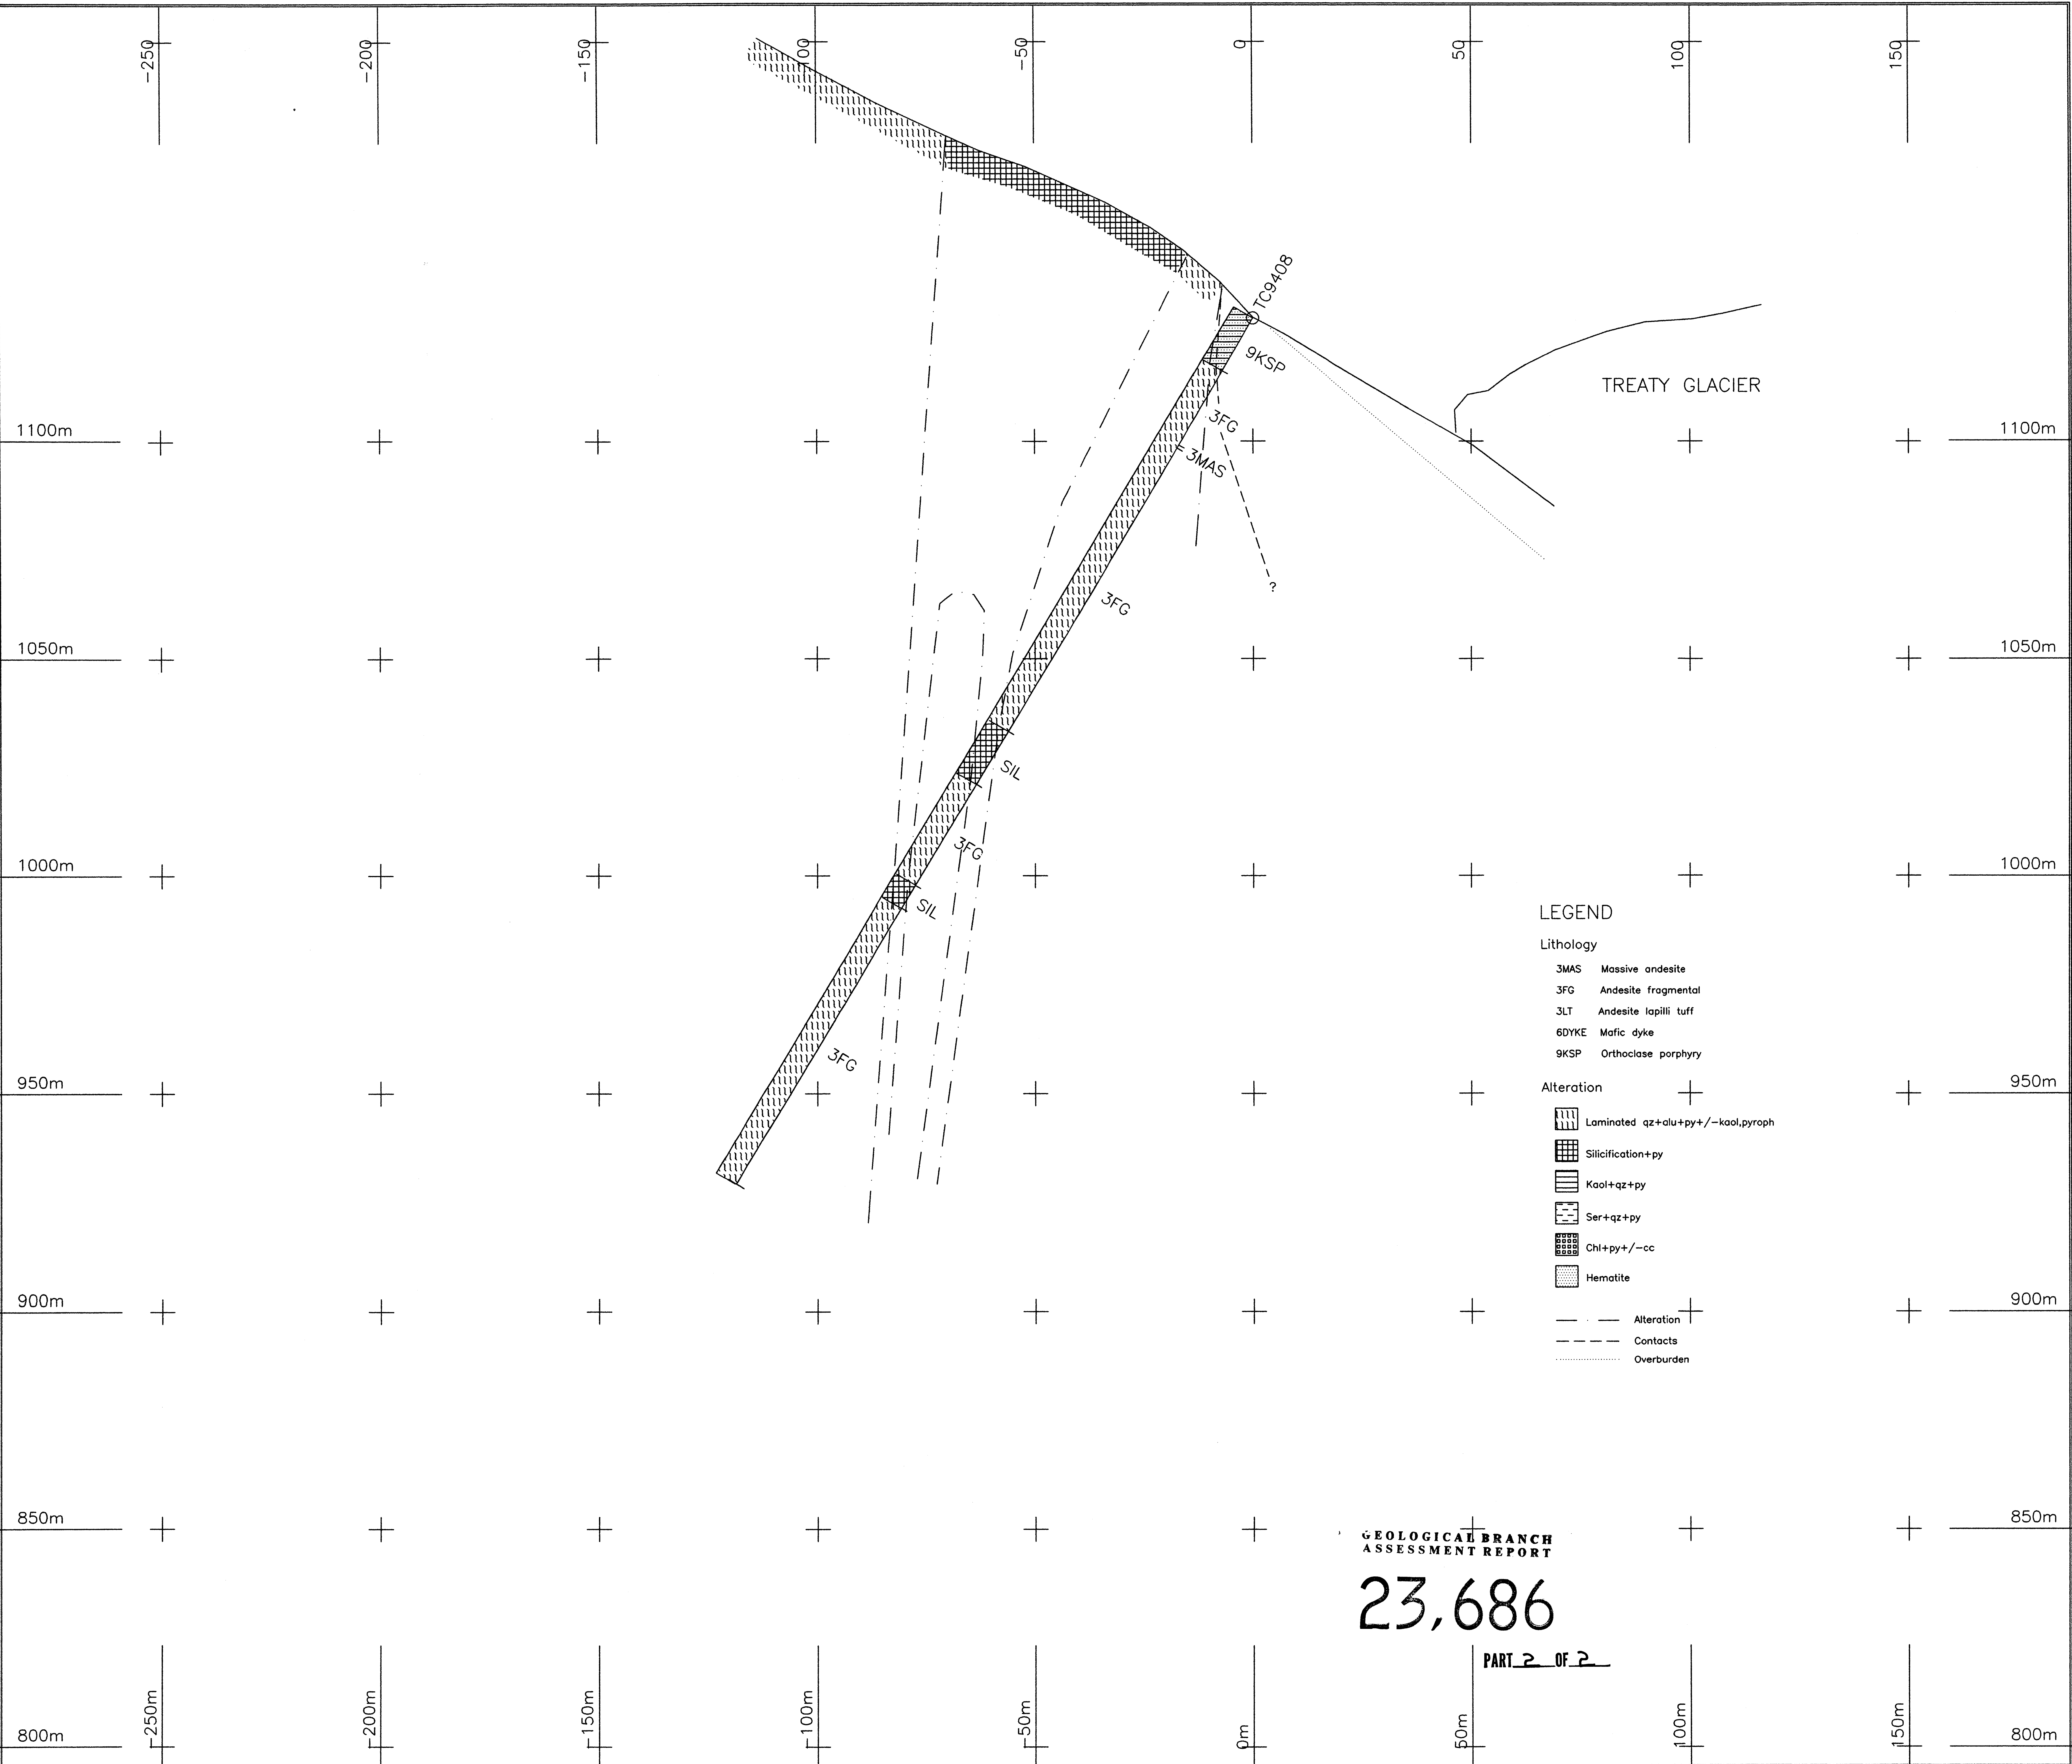 -250 -200 -150 -100 -50 0 50 100 150
TC9408
9KSP
TREATY GLACIER
3FG
1100m 1100m
3MAS
?
3FG
1050m 1050m
SIL
3FG
1000m 1000m
SIL
3FG
950m 950m
LEGEND
Lithology
3MAS Massive andesite
3FG Andesite fragmental
3LT Andesite lapilli tuff
6DYKE Mafic dyke
9KSP Orthoclase porphyry
Alteration
Laminated qz+alu+py+/-kaol,pyroph
Silicification+py
Kaol+qz+py
Ser+qz+py
Chl+py+/-cc
Hematite
Alteration
Contacts
Overburden
900m 900m
850m 850m
GEOLOGICAL BRANCH
ASSESSMENT REPORT
23,686
PART 2 OF 2
-250m -200m -150m -100m -50m 0m 50m 100m 150m
800m 800m